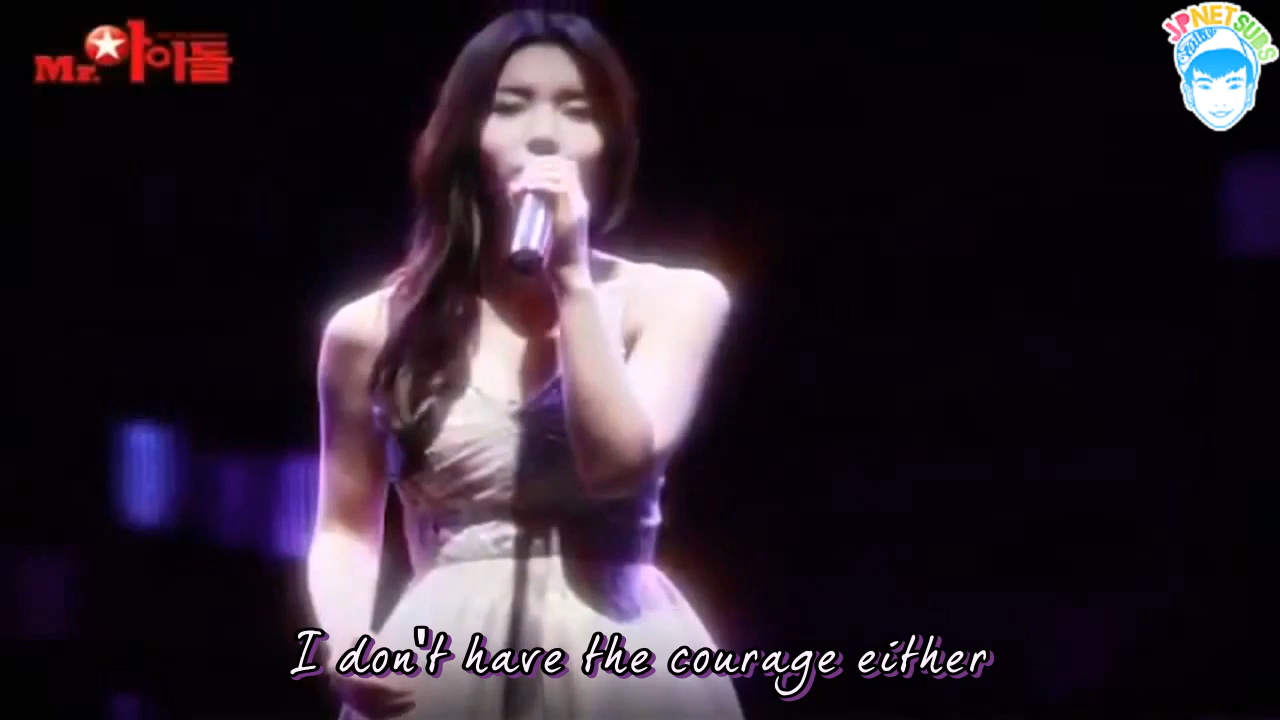 Mr.아이돌
JPNETSUBS
I don't have the courage either